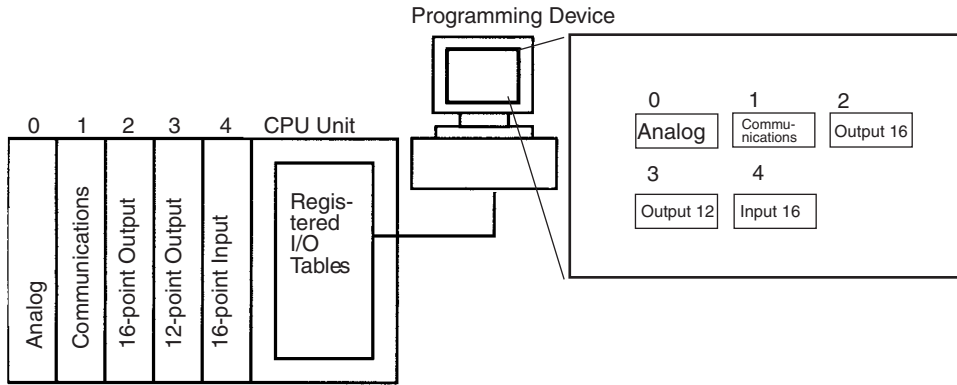 Programming Device
0 1 2 3 4 CPU Unit
Analog
Communications
16-point Output
12-point Output
16-point Input
Regis-
tered
I/O
Tables
0 1 2
Analog
Commu-
nications
Output 16
3 4
Output 12
Input 16